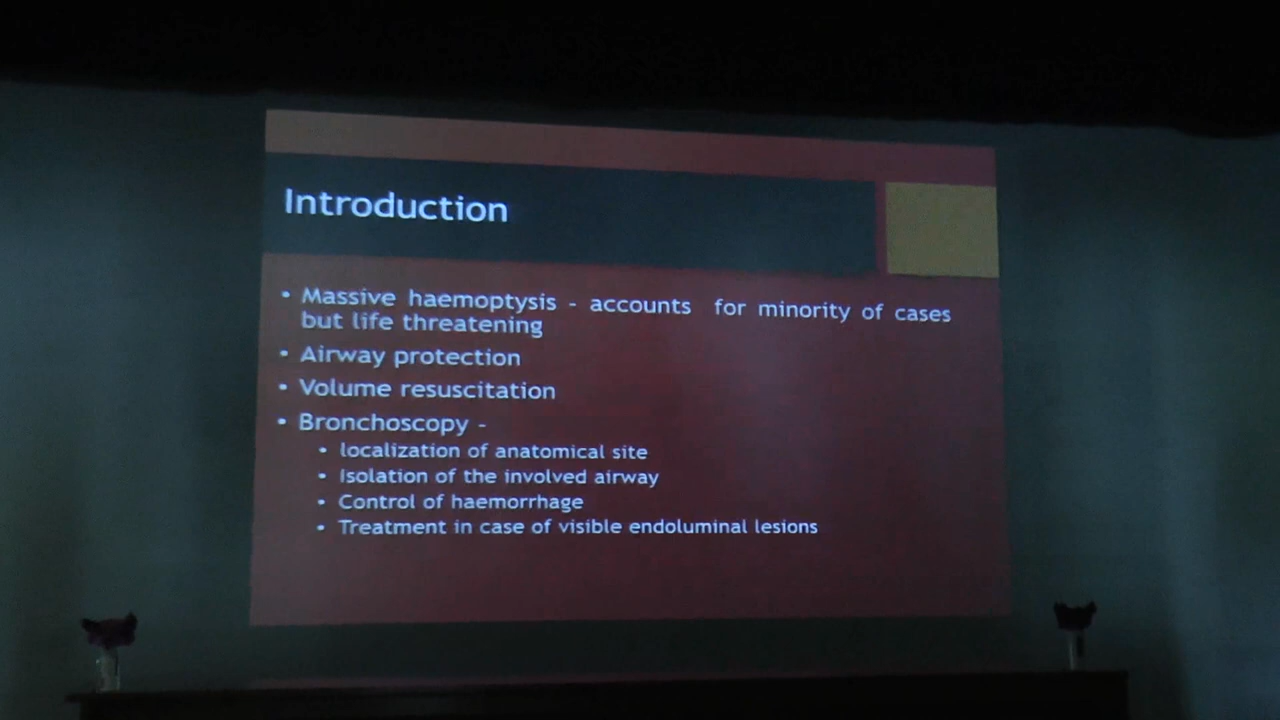 Introduction
• Massive haemoptysis - accounts for minority of cases
but life threatening
• Airway protection
• Volume resuscitation
• Bronchoscopy -
• localization of anatomical site
• Isolation of the involved airway
• Control of haemorrhage
• Treatment in case of visible endoluminal lesions